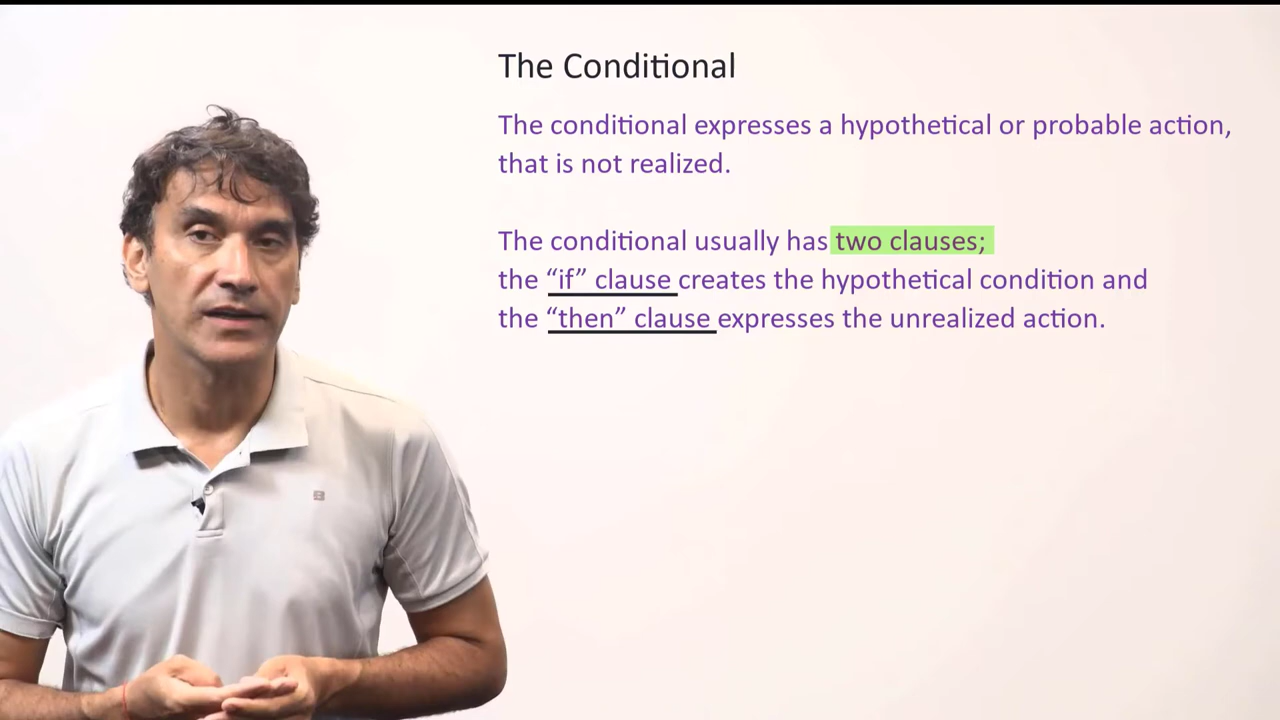 The Conditional
The conditional expresses a hypothetical or probable action,
that is not realized.
The conditional usually has two clauses;
the “if” clause creates the hypothetical condition and
the “then” clause expresses the unrealized action.